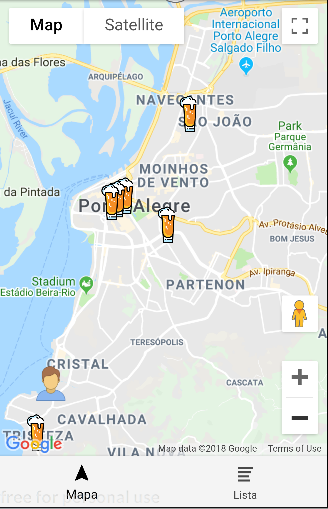 Map
Satellite
Aeroporto
Internacional de
Porto Alegre
Salgado Filho
das Flores
ARQUIPÉLAGO
Jacuí River
NAVEGANTES
SÃO JOÃO
Park
Parque
Germânia
MOINHOS
DE VENTO
da Pintada
Porto Alegre
Av. Protásio Alves
BOM JESUS
Av. Ipiranga
Stadium
Estádio Beira-Rio
PARTENON
TERESÓPOLIS
CRISTAL
CASCATA
CAVALHADA
TRISTEZA
Google
Map data ©2018 Google
Terms of Use
VILA NOVA
Mapa
Lista
free for personal use